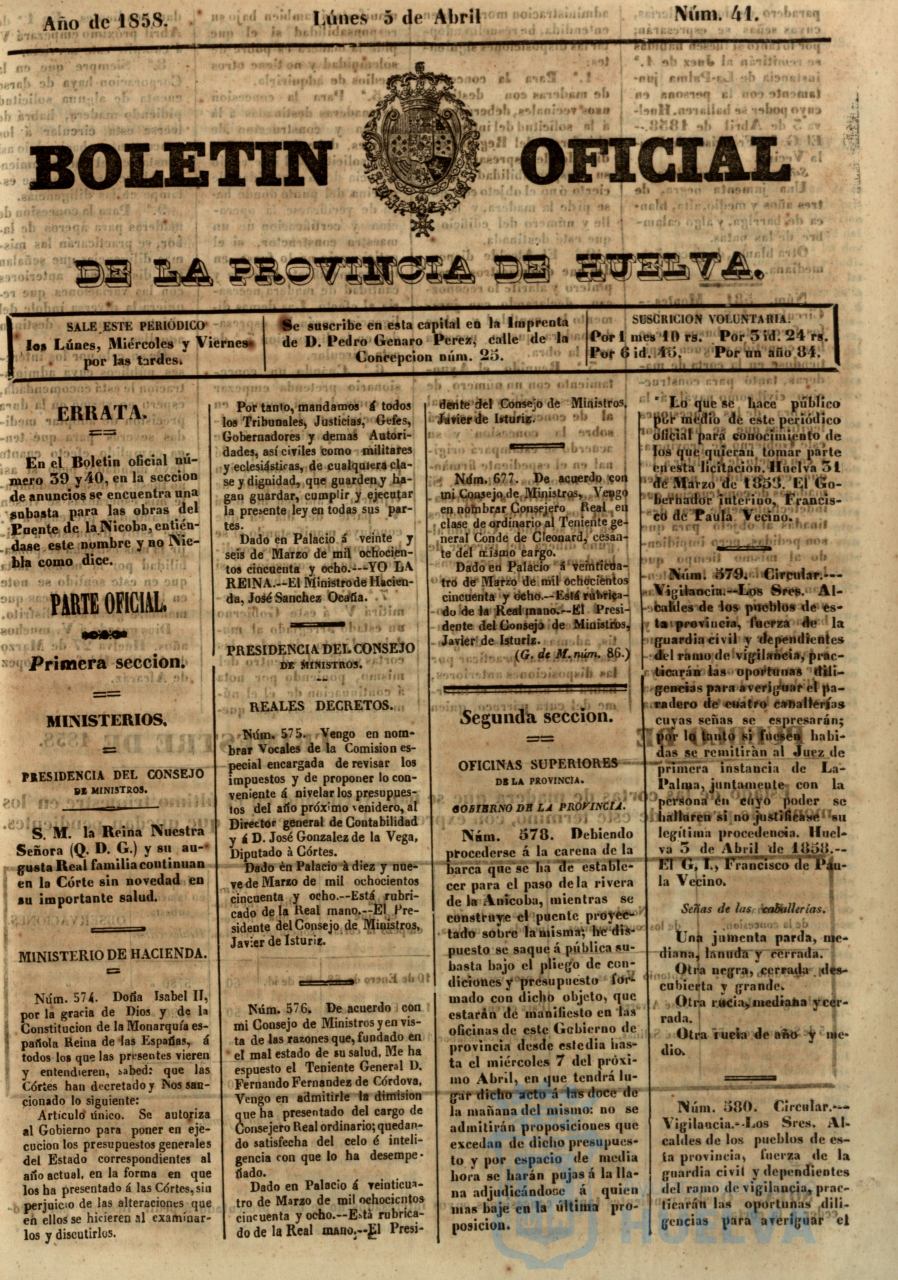 Año de 1858.
Lúnes 5 de Abril
Núm. 41.
BOLETIN OFICIAL
DE LA PROVINCIA DE HUELVA.
SALE ESTE PERIÓDICO
los Lúnes, Miércoles y Viernes
por las tardes.
Se suscribe en esta capital en la Imprenta
de D. Pedro Genaro Perez, calle de la
Concepcion núm. 25.
SUSCRICION VOLUNTARIA.
Por 1 mes 10 rs. Por 3 id. 24 rs.
Por 6 id. 45. Por un año 84.
ERRATA.
En el Boletin oficial nú-
mero 39 y 40, en la seccion
de anuncios se encuentra una
subasta para las obras del
Puente de la Nicoba, entién-
dase este nombre y no Nie-
bla como dice.
PARTE OFICIAL.
Primera seccion.
MINISTERIOS.
PRESIDENCIA DEL CONSEJO
DE MINISTROS.
S. M. la Reina Nuestra
Señora (Q. D. G.) y su au-
gusta Real familia continuan
en la Córte sin novedad en
su importante salud.
MINISTERIO DE HACIENDA.
Núm. 574. Doña Isabel II,
por la gracia de Dios y de la
Constitucion de la Monarquía es-
pañola Reina de las Españas, á
todos los que las presentes vieren
y entendieren, sabed: que las
Córtes han decretado y Nos san-
cionado lo siguiente:
Artículo único. Se autoriza
al Gobierno para poner en eje-
cucion los presupuestos generales
del Estado correspondientes al
año actual, en la forma en que
los ha presentado á las Córtes, sin
perjuicio de las alteraciones que
en ellos se hicieren al examinar-
los y discutirlos.
Por tanto, mandamos á todos
los Tribunales, Justicias, Gefes,
Gobernadores y demas Autori-
dades, así civiles como militares
y eclesiásticas, de cualquiera cla-
se y dignidad, que guarden y ha-
gan guardar, cumplir y ejecutar
la presente ley en todas sus par-
tes.
Dado en Palacio á veinte y
seis de Marzo de mil ochocien-
tos cincuenta y ocho.---YO LA
REINA.--El Ministro de Hacien-
da, José Sanchez Ocaña.
PRESIDENCIA DEL CONSEJO
DE MINISTROS.
REALES DECRETOS.
Núm. 575. Vengo en nom-
brar Vocales de la Comision es-
pecial encargada de revisar los
impuestos y de proponer lo con-
veniente á nivelar los presupues-
tos del año próximo venidero, al
Director general de Contabilidad
y á D. José Gonzalez de la Vega,
Diputado à Córtes.
Dado en Palacio à diez y nue-
ve de Marzo de mil ochocientos
cincuenta y ocho.--Está rubri-
cado de la Real mano.--El Pre-
sidente del Consejo de Ministros,
Javier de Isturiz.
Núm. 576. De acuerdo con
mi Consejo de Ministros y en vis-
ta de las razones que, fundado en
el mal estado de su salud, Me ha
espuesto el Teniente General D.
Fernando Fernandez de Córdova,
Vengo en admitirle la dimision
que ha presentado del cargo de
Consejero Real ordinario; quedan-
do satisfecha del celo é inteli-
gencia con que lo ha desempe-
ñado.
Dado en Palacio á veinticua-
tro de Marzo de mil ochocientos
cincuenta y ocho.--Está rubrica-
do de la Real mano.--El Presi-
dente del Consejo de Ministros,
Javier de Isturiz.
Núm. 677. De acuerdo con
mi Consejo de Ministros, Vengo
en nombrar Consejero Real en
clase de ordinario al Teniente ge-
neral Conde de Cleonard, cesan-
te del mismo cargo.
Dado en Palacio á veinticua-
tro de Marzo de mil ochocientos
cincuenta y ocho.--Está rubrica-
do de la Real mano.--El Presi-
dente del Consejo de Ministros,
Javier de Isturiz.
(G. de M. núm. 86.)
Segunda seccion.
OFICINAS SUPERIORES
DE LA PROVINCIA.
GOBIERNO DE LA PROVINCIA.
Núm. 578. Debiendo
procederse á la carena de la
barca que se ha de estable-
cer para el paso de la rivera
de la Anicoba, mientras se
construye el puente proyec-
tado sobre la misma; he dis-
puesto se saque á pública su-
basta bajo el pliego de con-
diciones y presupuesto for-
mado con dicho objeto, que
estarán de manifiesto en las
oficinas de este Gobierno de
provincia desde este dia has-
ta el miércoles 7 del próxi-
mo Abril, en que tendrá lu-
gar dicho acto á las doce de
la mañana del mismo: no se
admitirán proposiciones que
excedan de dicho presupues-
to y por espacio de media
hora se harán pujas á la lla-
na adjudicándose á quien
mas baje en la última pro-
posicion.
Lo que se hace público
por medio de este periódico
oficial para conocimiento de
los que quieran tomar parte
en esta licitacion. Huelva 31
de Marzo de 1858. El Go-
bernador interino, Francis-
co de Paula Vecino.
Núm. 579. Circular.---
Vigilancia.--Los Sres. Al-
caldes de los pueblos de es-
ta provincia, fuerza de la
guardia civil y dependientes
del ramo de vigilancia, prac-
ticarán las oportunas dili-
gencias para averiguar el pa-
radero de cuatro caballerías
cuyas señas se espresarán;
por lo tanto si fuesen habi-
das se remitirán al Juez de
primera instancia de La-
Palma, juntamente con la
persona en cuyo poder se
hallaren si no justificase su
legítima procedencia. Huel-
va 3 de Abril de 1858.--
El G. I., Francisco de Pau-
la Vecino.
Señas de las caballerías.
Una jumenta parda, me-
diana, lanuda y cerrada.
Otra negra, cerrada des-
cubierta y grande.
Otra rucia, mediana y cer-
rada.
Otra rucia de año y me-
dio.
Núm. 580. Circular.---
Vigilancia.--Los Sres. Al-
caldes de los pueblos de es-
ta provincia, fuerza de la
guardia civil y dependientes
del ramo de vigilancia, prac-
ticarán las oportunas dili-
gencias para averiguar el
HUELVA